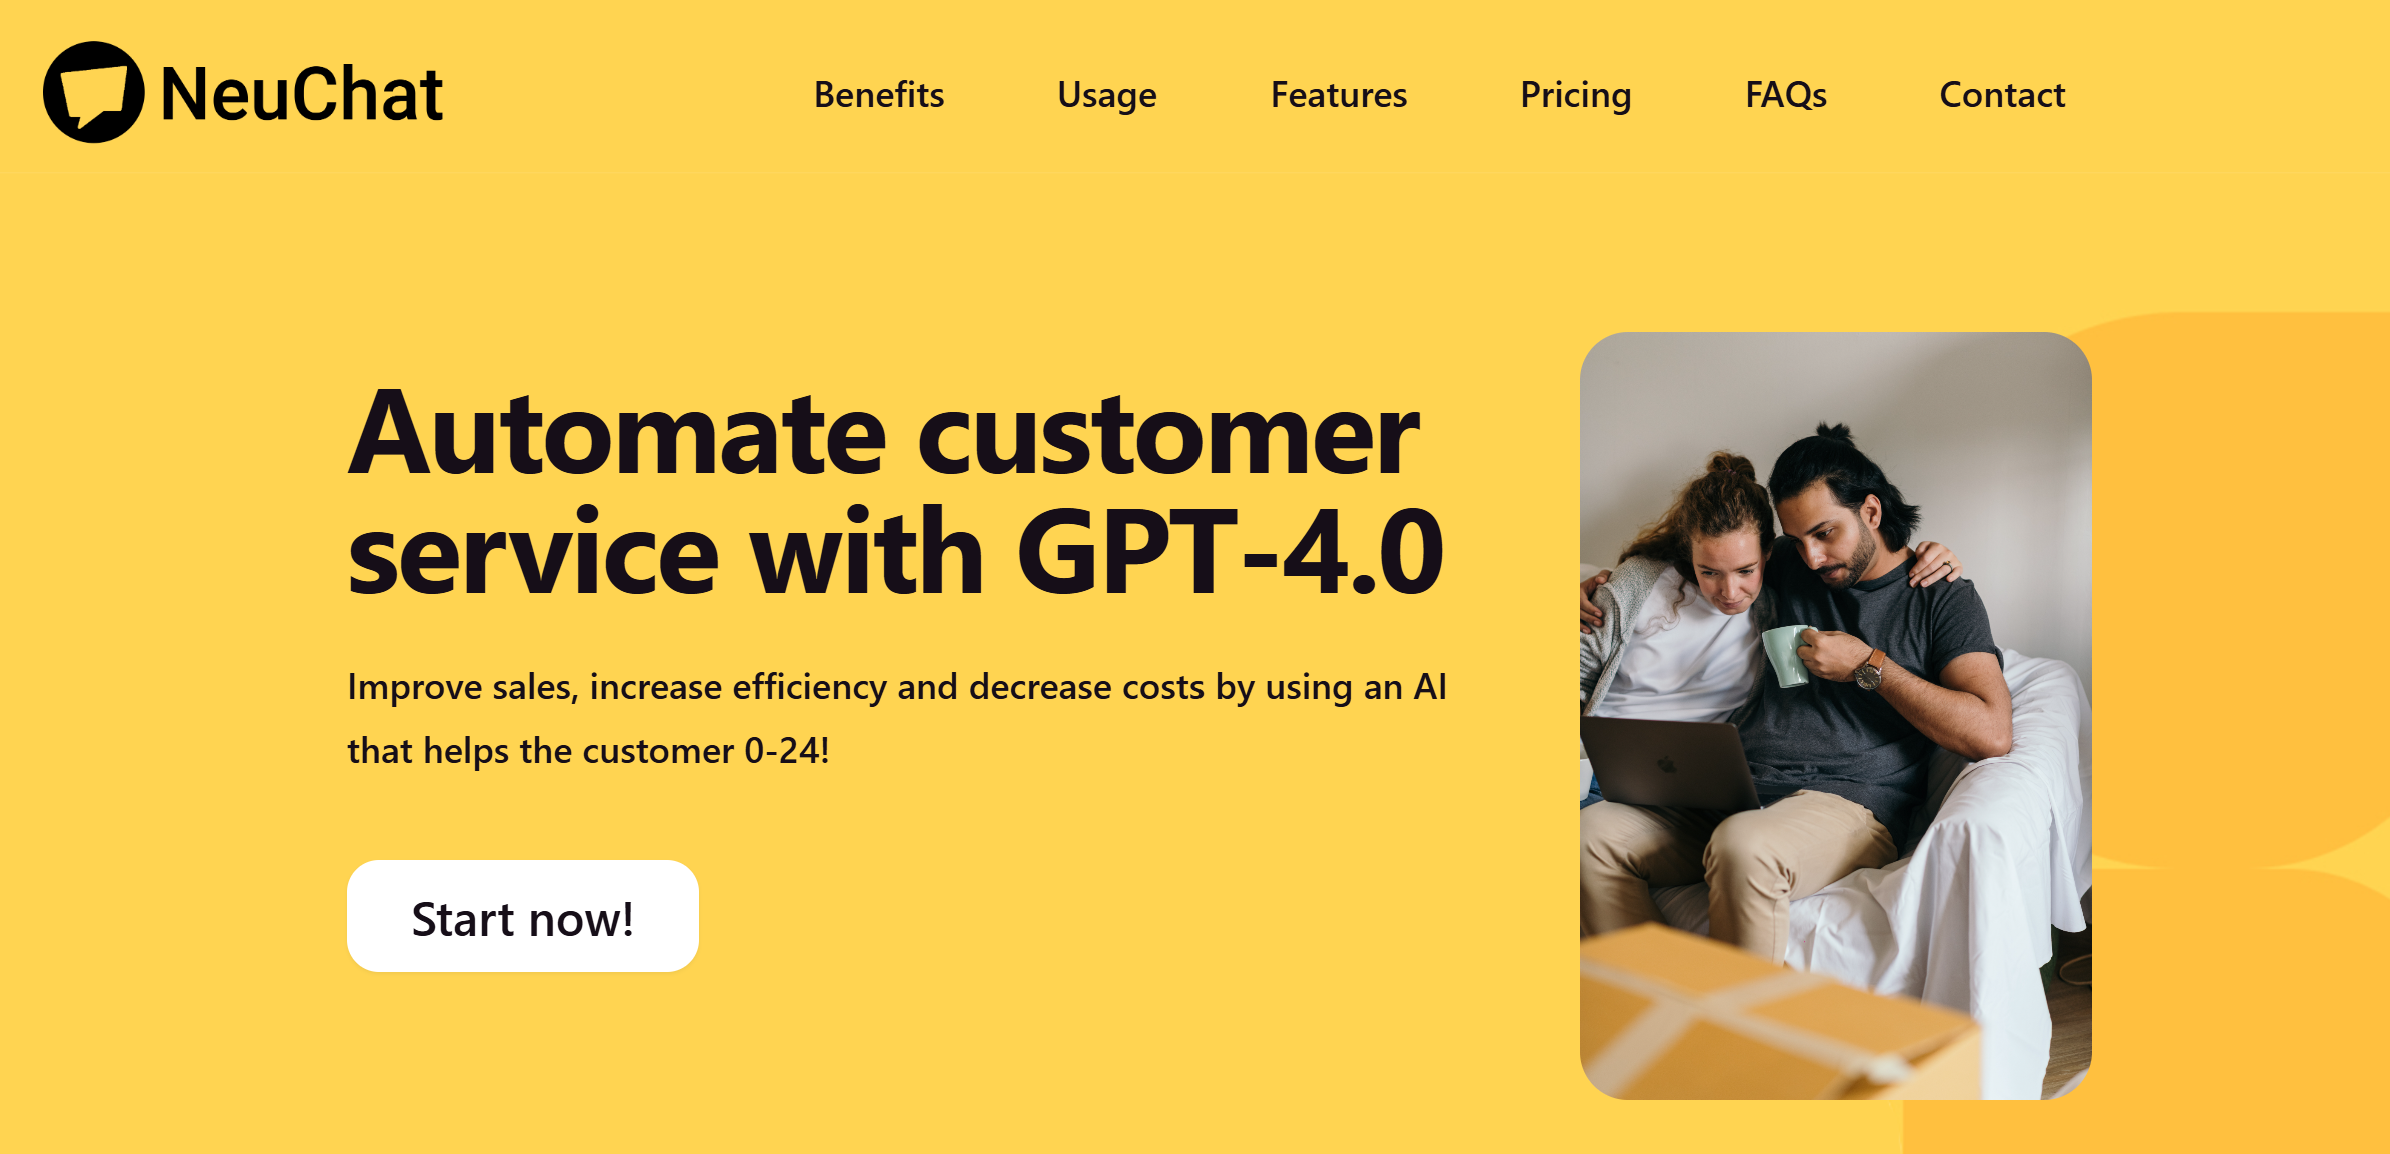 NeuChat
Benefits Usage Features Pricing FAQs Contact
Automate customer
service with GPT-4.0
Improve sales, increase efficiency and decrease costs by using an AI
that helps the customer 0-24!
Start now!